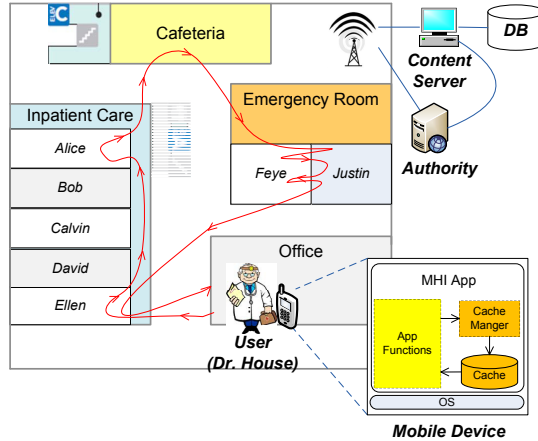 ELEV
C
Cafeteria
DB
Content
Server
Inpatient Care
Emergency Room
Authority
Alice
Feye
Justin
Bob
Calvin
David
Ellen
Office
User
(Dr. House)
MHI App
App
Functions
Cache
Manger
Cache
OS
Mobile Device